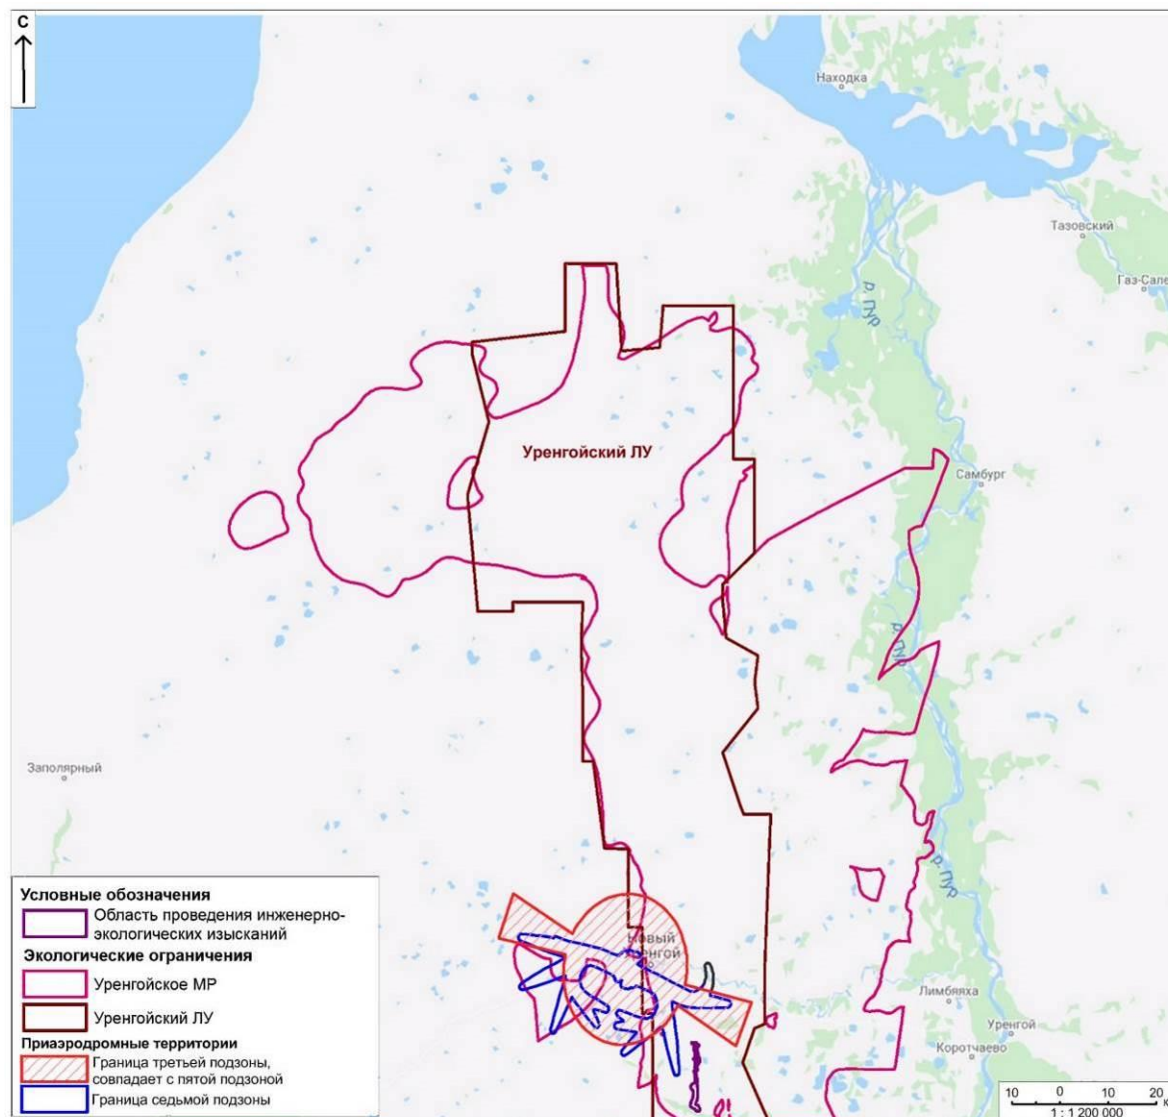 С
Находка
Тазовский
Газ-Сале
р. Пур
Уренгойский ЛУ
Самбург
р. Пур
Заполярный
р. Пур
Новый
Уренгой
Лимбяяха
Уренгой
Коротчаево
Условные обозначения
Область проведения инженерно-
экологических изысканий
Экологические ограничения
Уренгойское МР
Уренгойский ЛУ
Приаэродромные территории
Граница третьей подзоны,
совпадает с пятой подзоной
Граница седьмой подзоны
10 0 10 20
1 : 1 200 000